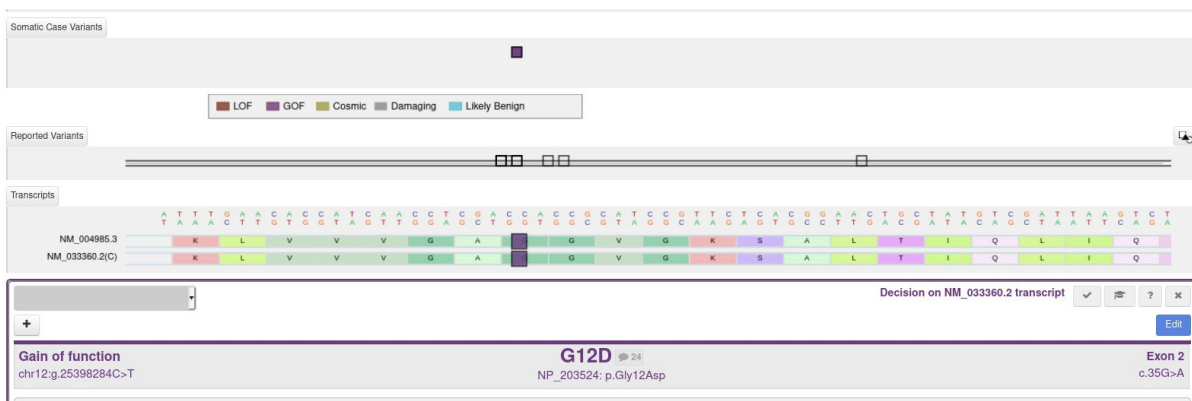 Somatic Case Variants
LOF GOF Cosmic Damaging Likely Benign
Reported Variants
Transcripts
A T T T G A A C A C C A T C A A C C T C G A C C A C C G C A T C C G T T C T C A C G G A A C T G C T A T G T C G A T T A A G T C T
T A A A C T T G T G G T A G T T G G A G C T G G T G G C G T A G G C A A G A G T G C C T T G A C G A T A C A G C T A A T T C A G A
NM_004985.3 K L V V V G A G V G K S A L T I Q L I Q
NM_033360.2(C) K L V V V G A G V G K S A L T I Q L I Q
Decision on NM_033360.2 transcript ?
+
Edit
Gain of function G12D 24 Exon 2
chr12:g.25398284C>T NP_203524: p.Gly12Asp c.35G>A